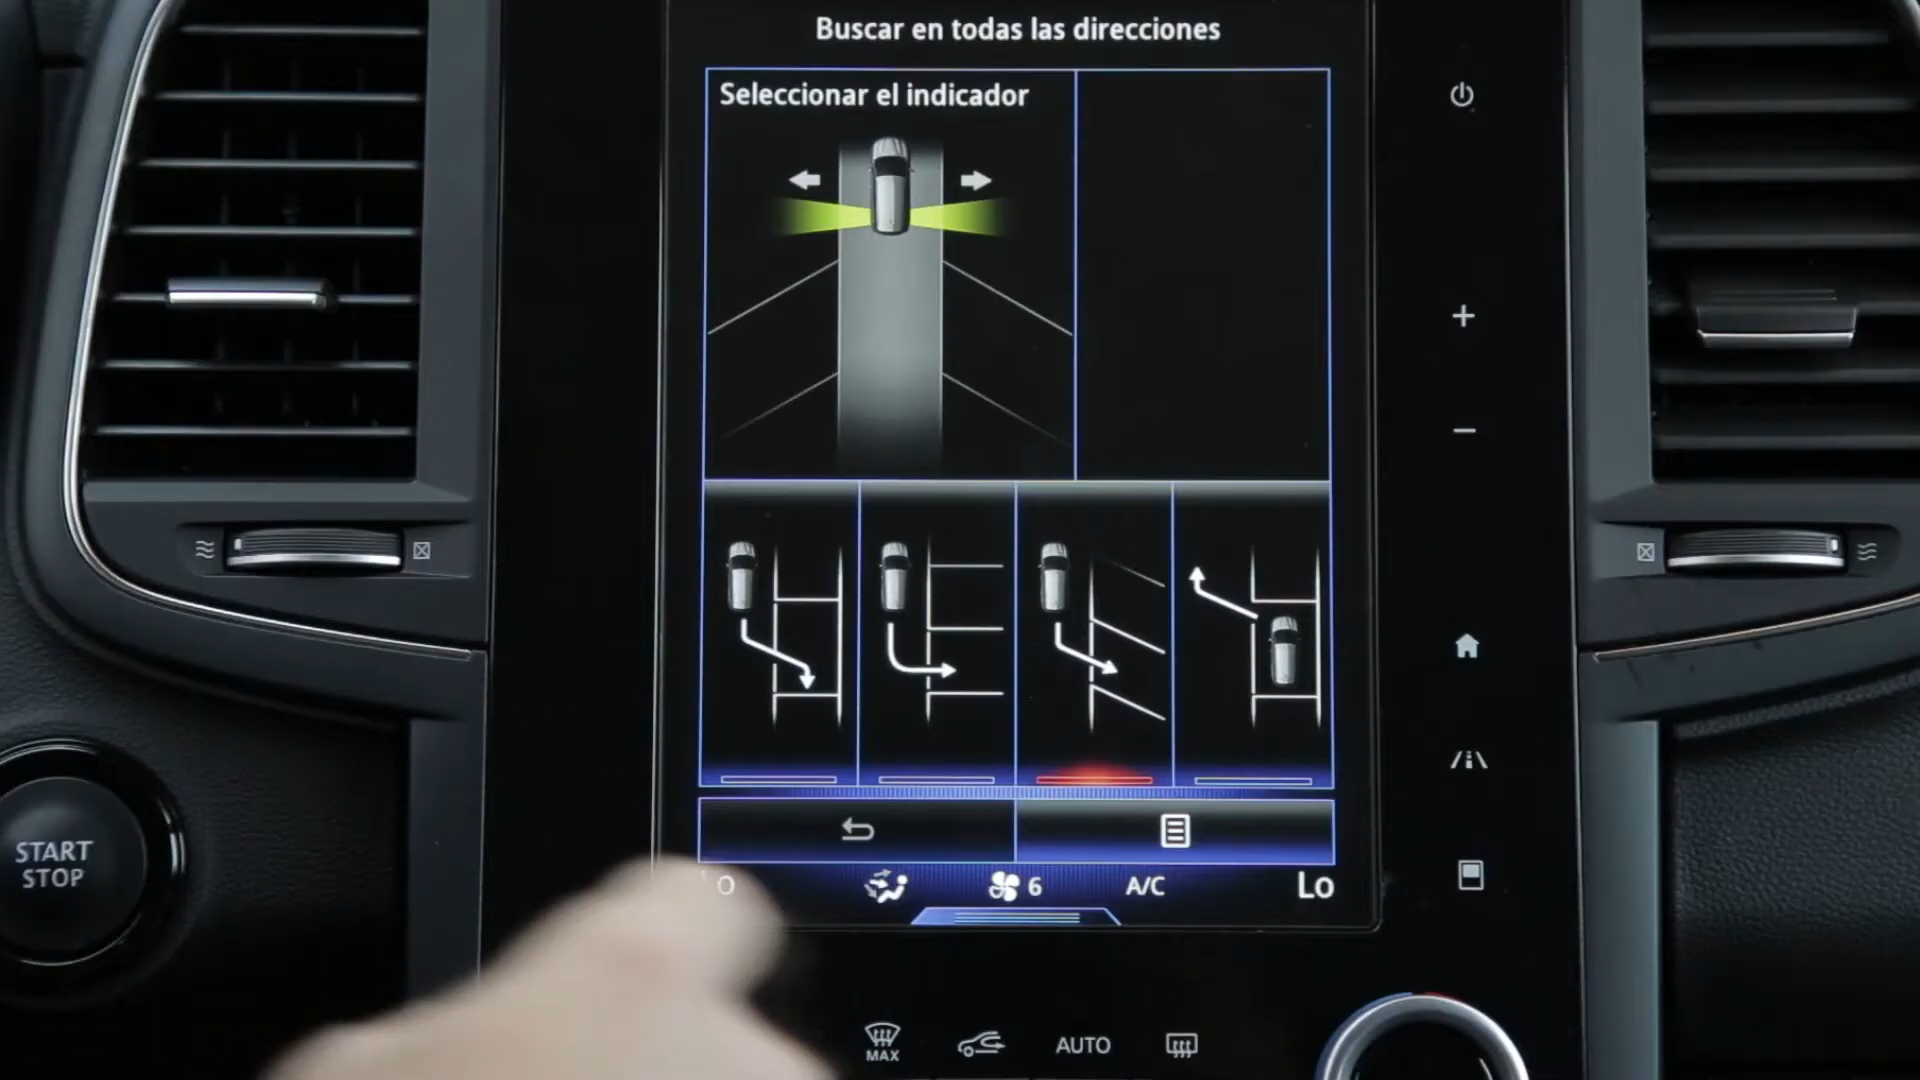 Buscar en todas las direcciones
Seleccionar el indicador
START
STOP
6
A/C
Lo
MAX
AUTO